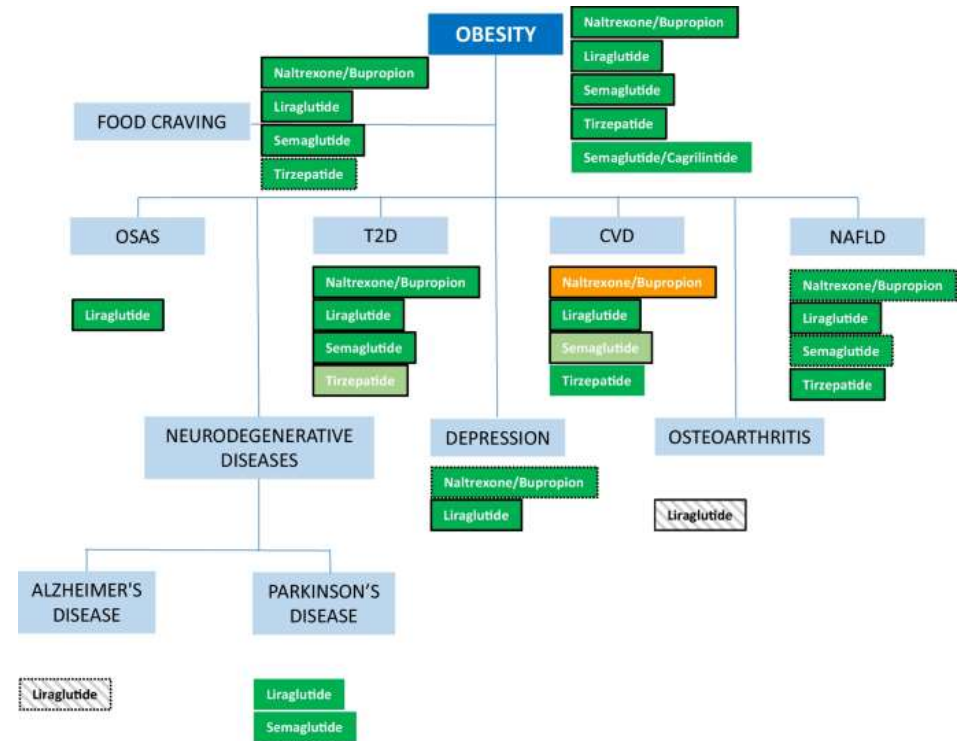 OBESITY
Naltrexone/Bupropion
Liraglutide
Semaglutide
Tirzepatide
Semaglutide/Cagrilintide
FOOD CRAVING
Naltrexone/Bupropion
Liraglutide
Semaglutide
Tirzepatide
OSAS
Liraglutide
T2D
Naltrexone/Bupropion
Liraglutide
Semaglutide
Tirzepatide
CVD
Naltrexone/Bupropion
Liraglutide
Semaglutide
Tirzepatide
NAFLD
Naltrexone/Bupropion
Liraglutide
Semaglutide
Tirzepatide
NEURODEGENERATIVE
DISEASES
DEPRESSION
Naltrexone/Bupropion
Liraglutide
OSTEOARTHRITIS
Liraglutide
ALZHEIMER'S
DISEASE
Liraglutide
PARKINSON’S
DISEASE
Liraglutide
Semaglutide